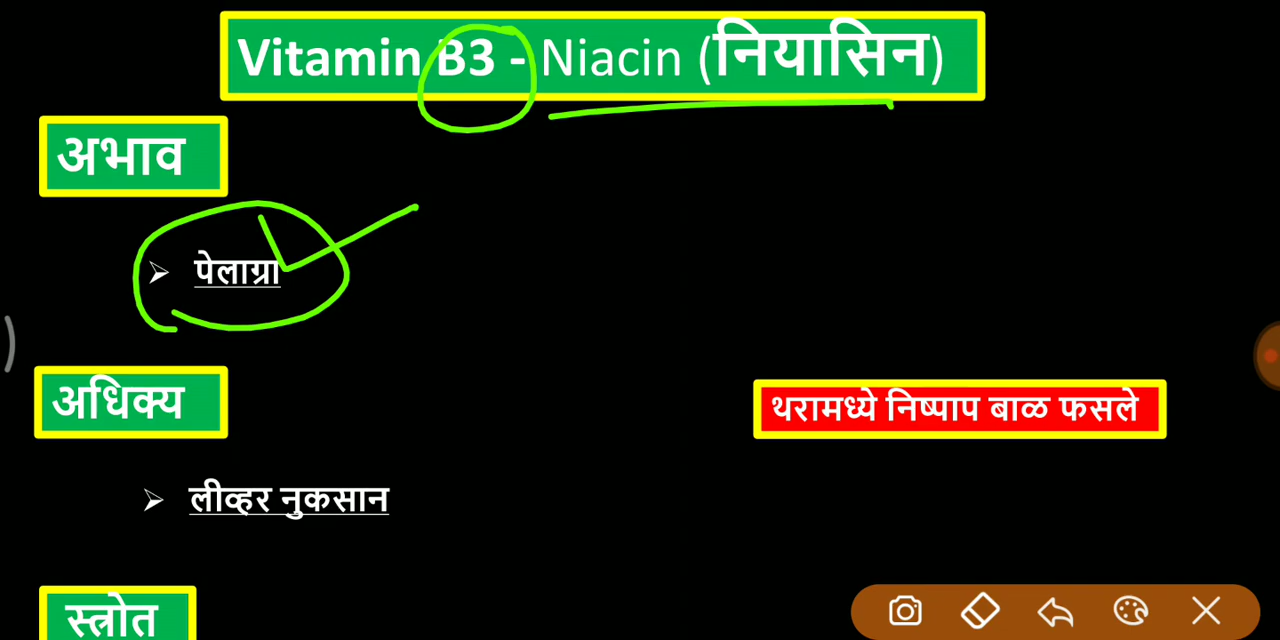 Vitamin B3 - Niacin (नियासिन)
अभाव
➢ पेलाग्रा
अधिक्य
थरामध्ये निष्पाप बाळ फसले
➢ लीव्हर नुकसान
स्त्रोत